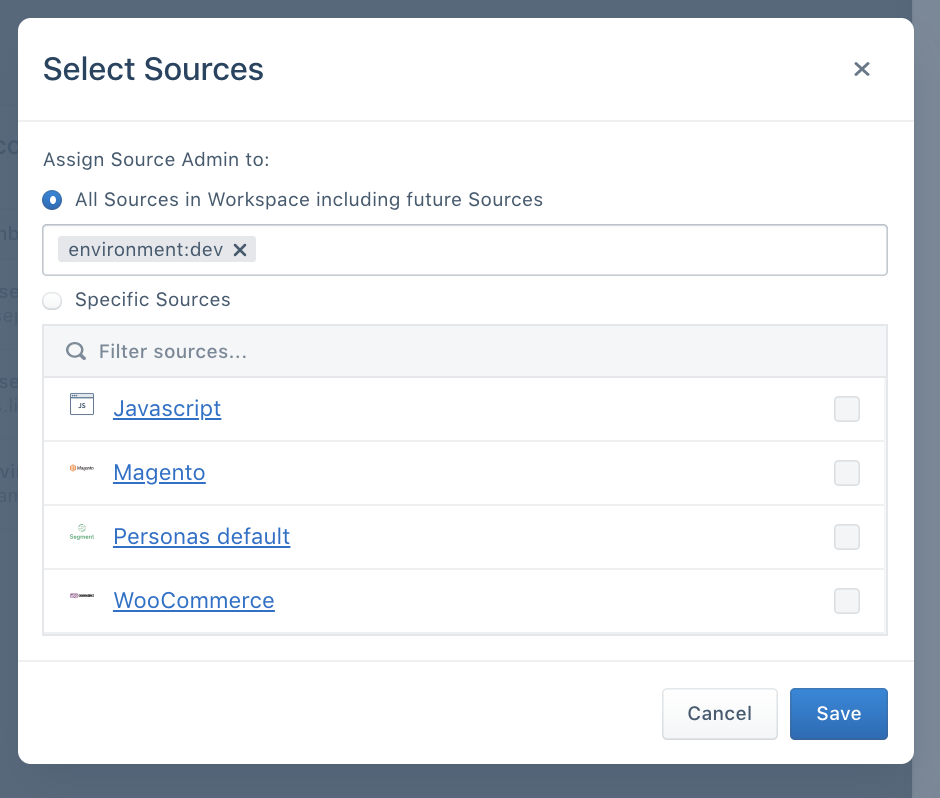 Select Sources
Assign Source Admin to:
All Sources in Workspace including future Sources
environment:dev
Specific Sources
Filter sources...
JS
Javascript
Magento
Magento
Segment
Personas default
WooCommerce
Cancel
Save